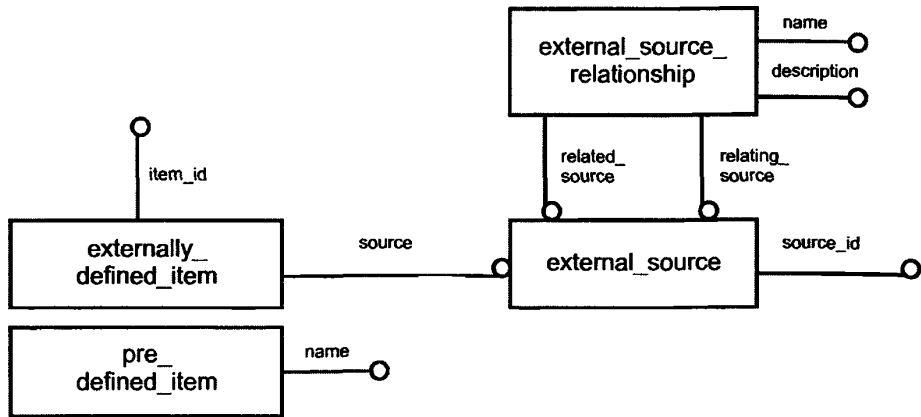 external_source_
relationship
name
description
item_id
related_
source
relating_
source
externally_
defined_item
source
external_source
source_id
pre_
defined_item
name